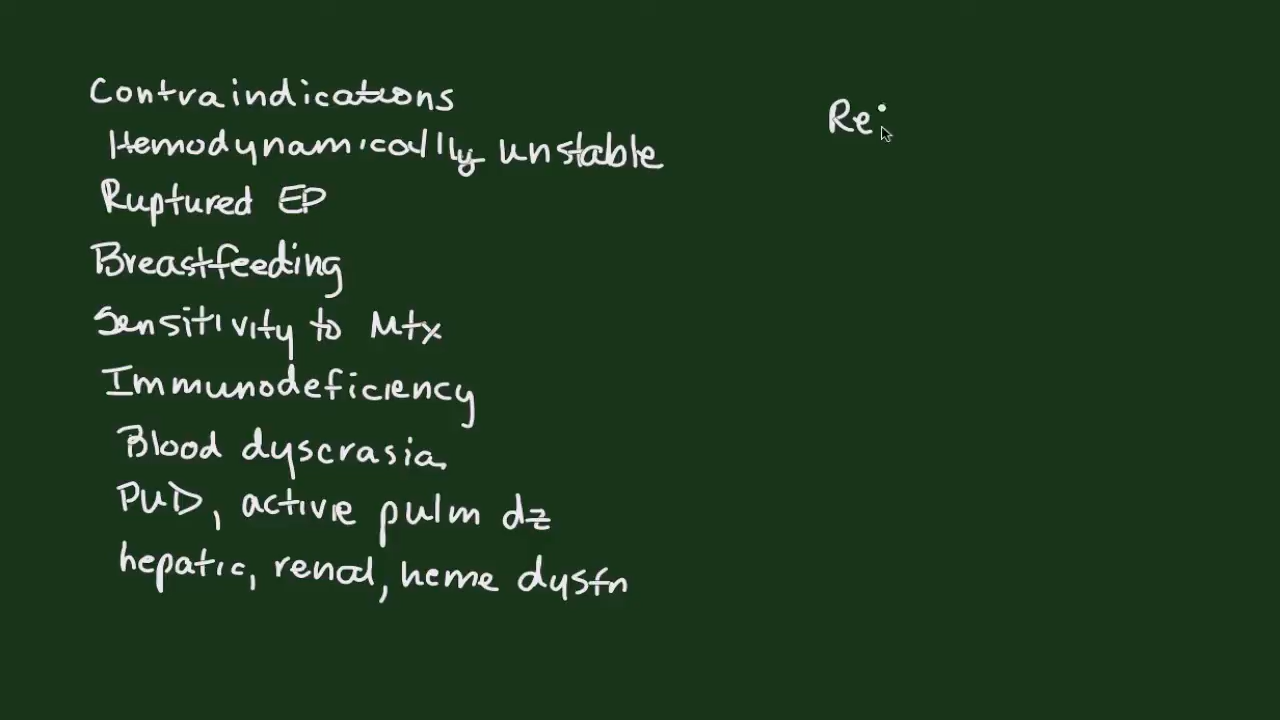 Contraindications
Hemodynamically unstable
Ruptured EP
Breastfeeding
Sensitivity to Mtx
Immunodeficiency
Blood dyscrasia
PUD, active pulm dz
hepatic, renal, heme dysfn
Re